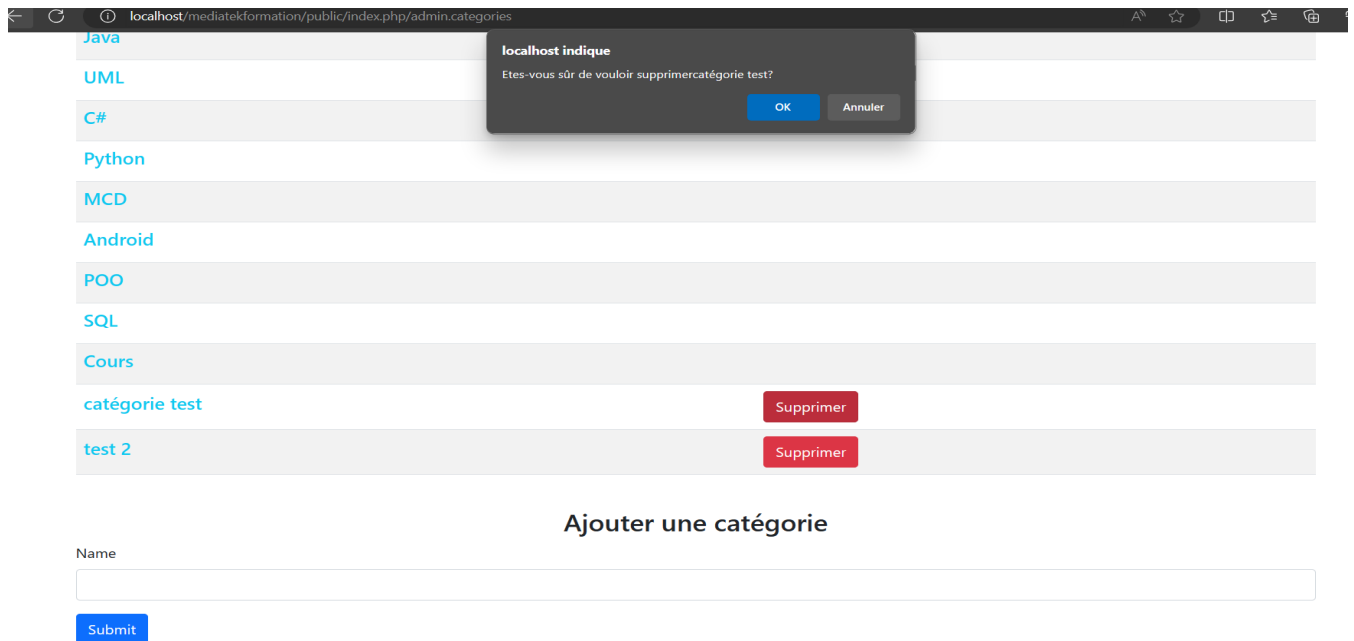 localhost/mediatekformation/public/index.php/admin.categories
Java
localhost indique
Etes-vous sûr de vouloir supprimercatégorie test?
OK Annuler
UML
C#
Python
MCD
Android
POO
SQL
Cours
catégorie test Supprimer
test 2 Supprimer
Ajouter une catégorie
Name
Submit